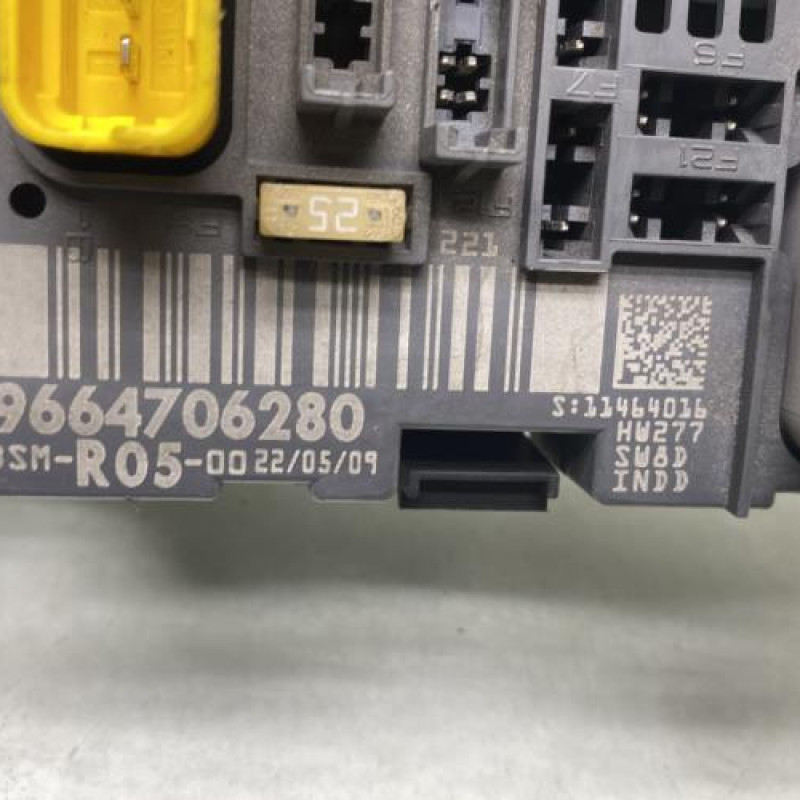 F6
F7
F21
25
221
9664706280
S:11464016
BSM-R05-00 22/05/09
HW277
SW8D
INDD